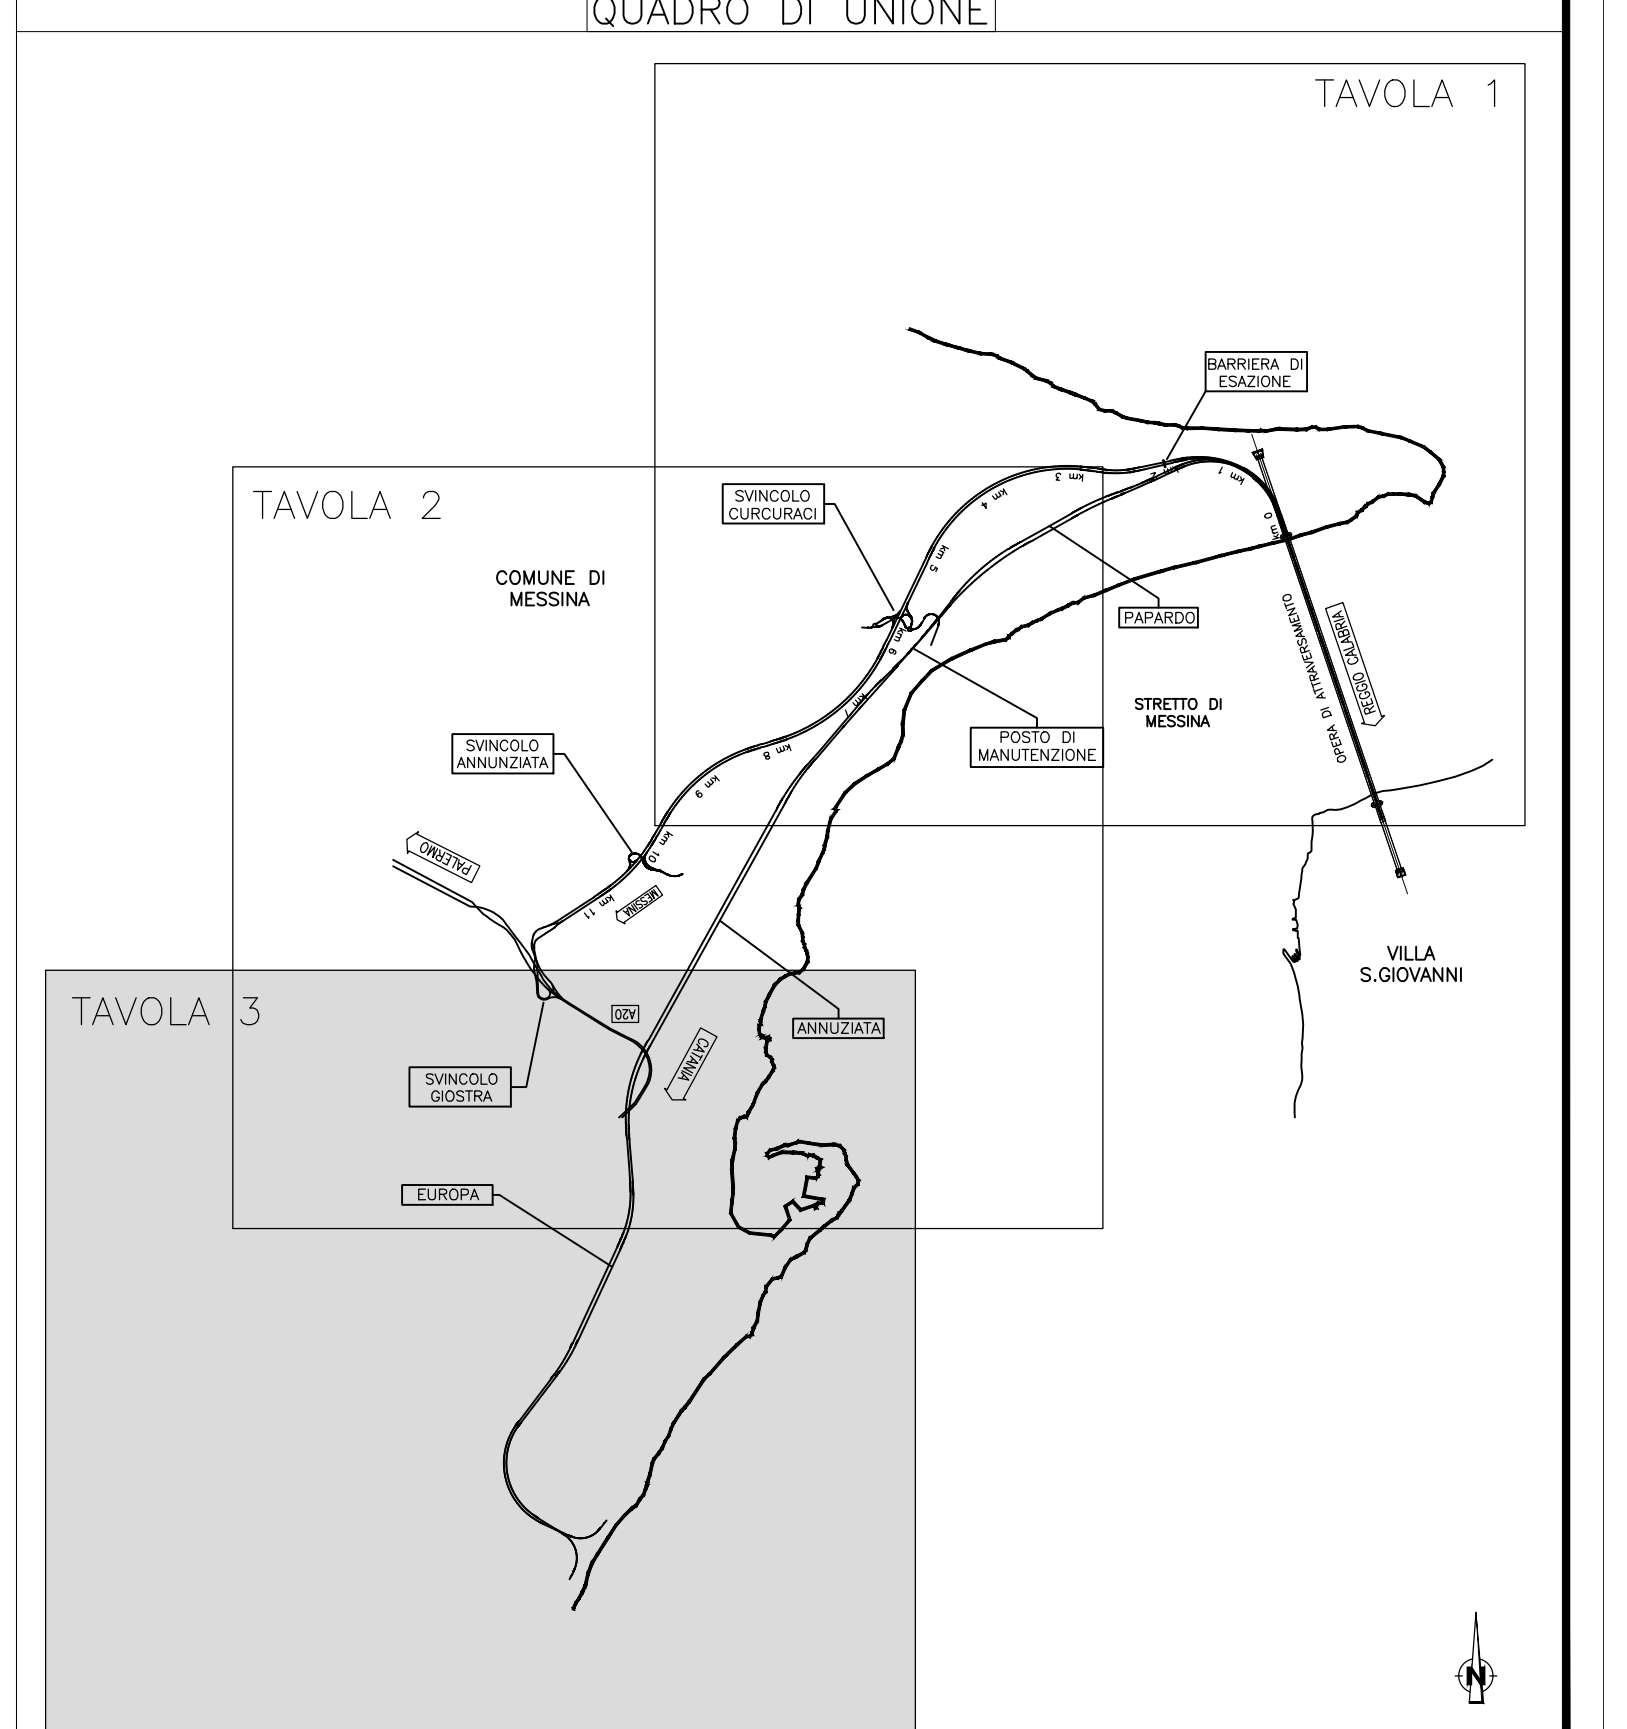 QUADRO DI UNIONE
TAVOLA 1
BARRIERA DI
ESAZIONE
TAVOLA 2
SVINCOLO
CURCURACI
km 0
km 1
km 2
km 3
km 4
km 5
km 6
km 7
km 8
km 9
km 10
km 11
COMUNE DI
MESSINA
PAPARDO
OPERA DI ATTRAVERSAMENTO
REGGIO CALABRIA
STRETTO DI
MESSINA
POSTO DI
MANUTENZIONE
SVINCOLO
ANNUNZIATA
PALERMO
MESSINA
VILLA
S.GIOVANNI
TAVOLA 3
A20
ANNUZIATA
CATANIA
SVINCOLO
GIOSTRA
EUROPA
N